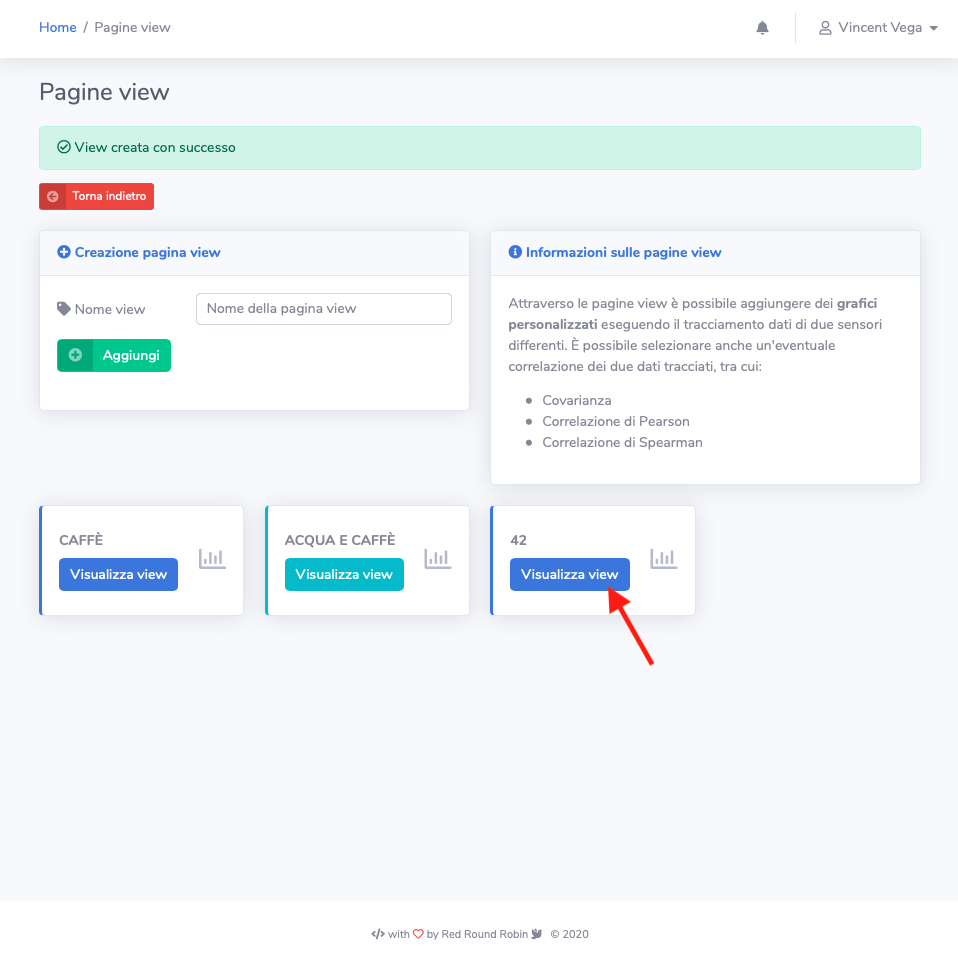 Home / Pagine view
Vincent Vega
Pagine view
View creata con successo
Torna indietro
Creazione pagina view
Nome view
Nome della pagina view
Aggiungi
Informazioni sulle pagine view
Attraverso le pagine view è possibile aggiungere dei grafici
personalizzati eseguendo il tracciamento dati di due sensori
differenti. È possibile selezionare anche un'eventuale
correlazione dei due dati tracciati, tra cui:
Covarianza
Correlazione di Pearson
Correlazione di Spearman
CAFFÈ
Visualizza view
ACQUA E CAFFÈ
Visualizza view
42
Visualizza view
</> with ♡ by Red Round Robin © 2020